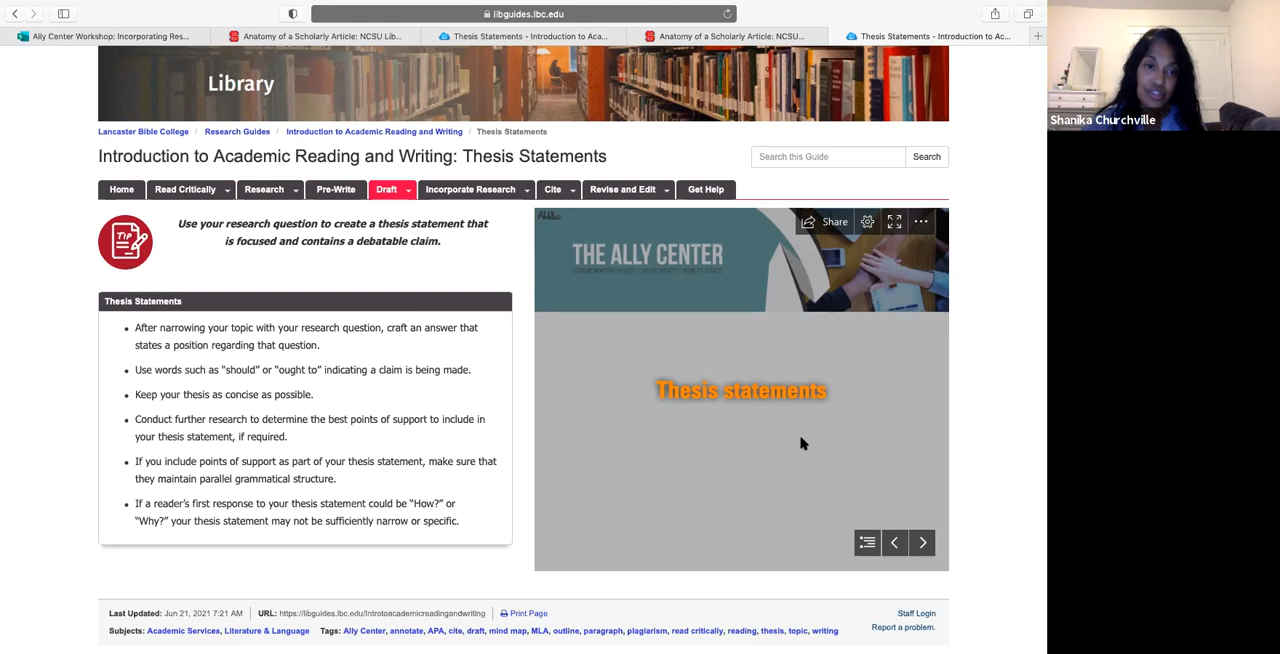 libguides.lbc.edu
Ally Center Workshop: Incorporating Res...
Anatomy of a Scholarly Article: NCSU Lib...
Thesis Statements - Introduction to Aca...
Anatomy of a Scholarly Article: NCSU...
Thesis Statements - Introduction to Ac...
Library
Shanika Churchville
Lancaster Bible College / Research Guides / Introduction to Academic Reading and Writing / Thesis Statements
Introduction to Academic Reading and Writing: Thesis Statements
Search this Guide
Search
Home
Read Critically
Research
Pre-Write
Draft
Incorporate Research
Cite
Revise and Edit
Get Help
TIP
Use your research question to create a thesis statement that
is focused and contains a debatable claim.
Thesis Statements
After narrowing your topic with your research question, craft an answer that
states a position regarding that question.
Use words such as “should” or “ought to” indicating a claim is being made.
Keep your thesis as concise as possible.
Conduct further research to determine the best points of support to include in
your thesis statement, if required.
If you include points of support as part of your thesis statement, make sure that
they maintain parallel grammatical structure.
If a reader’s first response to your thesis statement could be “How?” or
“Why?” your thesis statement may not be sufficiently narrow or specific.
ALLY
Share
THE ALLY CENTER
Thesis statements
Last Updated: Jun 21, 2021 7:21 AM
URL: https://libguides.lbc.edu/introtoacademicreadingandwriting
Print Page
Staff Login
Subjects: Academic Services, Literature & Language
Tags: Ally Center, annotate, APA, cite, draft, mind map, MLA, outline, paragraph, plagiarism, read critically, reading, thesis, topic, writing
Report a problem.